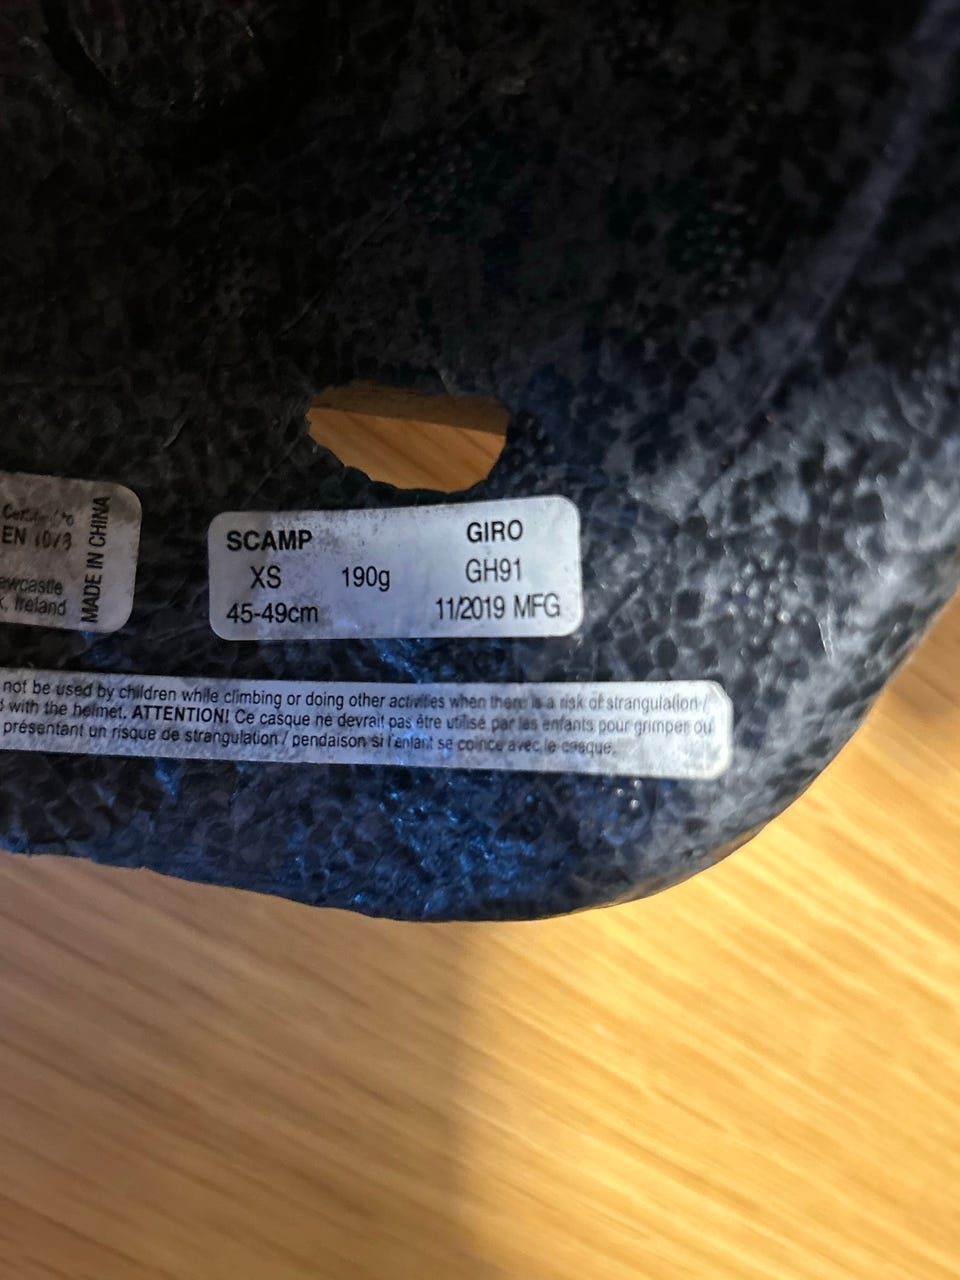 EN 1078
ewcastle
Ireland
MADE IN CHINA
SCAMP
XS
45-49cm
190g
GIRO
GH91
11/2019 MFG
not be used by children while climbing or doing other activities when there is a risk of strangulation /
with the helmet. ATTENTION! Ce casque ne devrait pas être utilisé par les enfants pour grimper ou
présentant un risque de strangulation / pendaison si l'enfant se coince avec le casque.